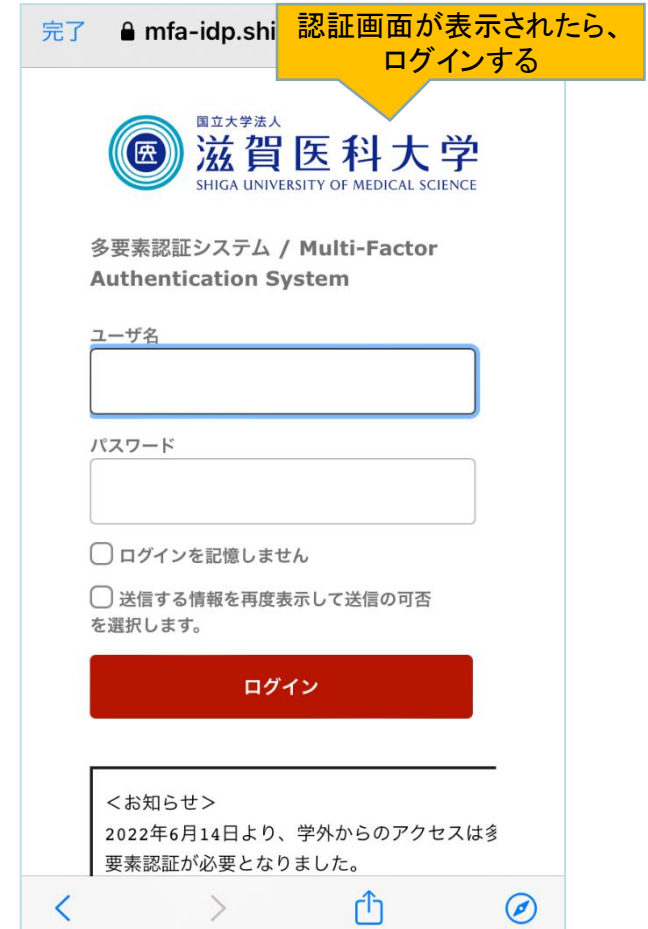 認証画面が表示されたら、
ログインする
完了 mfa-idp.shi
医
国立大学法人
滋賀医科大学
SHIGA UNIVERSITY OF MEDICAL SCIENCE
多要素認証システム / Multi-Factor
Authentication System
ユーザ名
パスワード
ログインを記憶しません
送信する情報を再度表示して送信の可否
を選択します。
ログイン
<お知らせ>
2022年6月14日より、学外からのアクセスは多
要素認証が必要となりました。